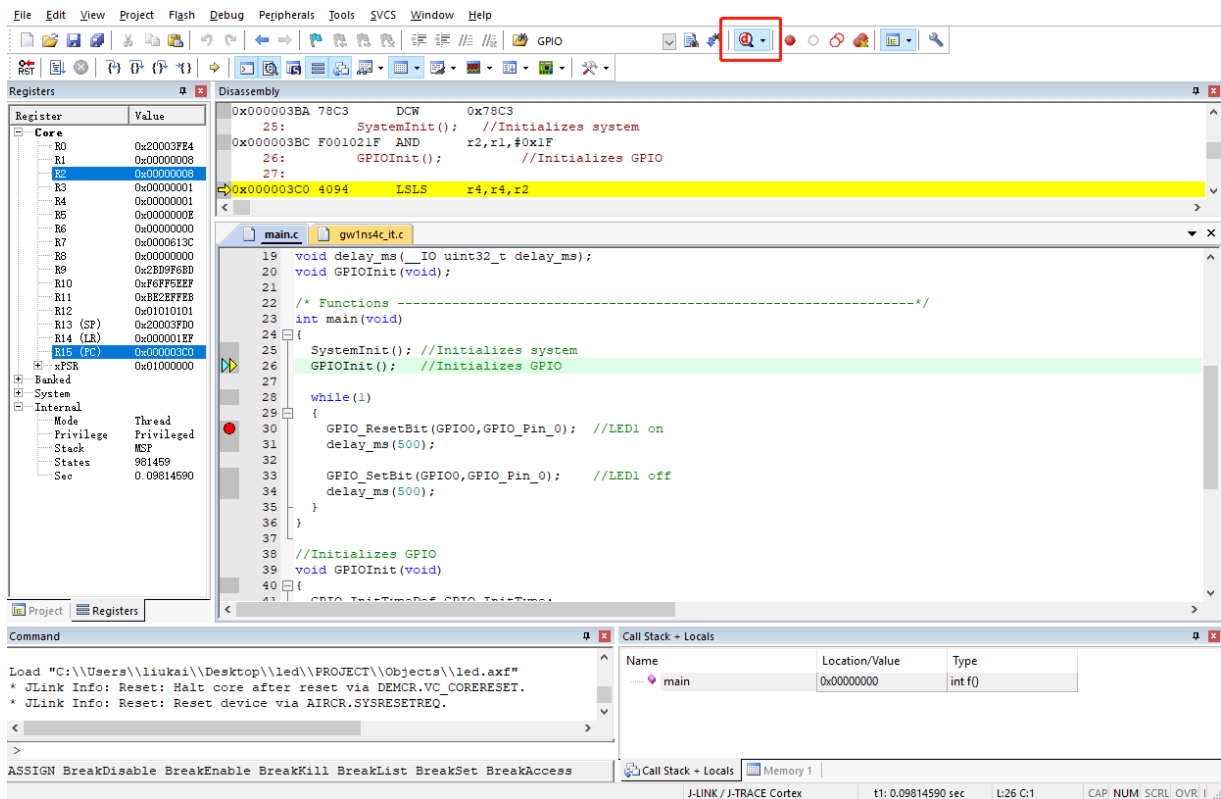 File Edit View Project Flash Debug Peripherals Tools SVCS Window Help
GPIO
RST
Registers
Register Value
Core
R0 0x20003FE4
R1 0x00000008
R2 0x00000008
R3 0x00000001
R4 0x00000001
R5 0x0000000E
R6 0x00000000
R7 0x0000613C
R8 0x00000000
R9 0x2BD9F6BD
R10 0xF6FF5EEF
R11 0xBE2EFFEB
R12 0x01010101
R13 (SP) 0x20003FD0
R14 (LR) 0x000001EF
R15 (PC) 0x000003C0
xPSR 0x01000000
Banked
System
Internal
Mode Thread
Privilege Privileged
Stack MSP
States 981459
Sec 0.09814590
Project Registers
Disassembly
0x000003BA 78C3 DCW 0x78C3
25: SystemInit(); //Initializes system
0x000003BC F001021F AND r2,r1,#0x1F
26: GPIOInit(); //Initializes GPIO
27:
0x000003C0 4094 LSLS r4,r4,r2
main.c gw1ns4c_it.c
19 void delay_ms(__IO uint32_t delay_ms);
20 void GPIOInit(void);
21
22 /* Functions ------------------------------------------------------------------*/
23 int main(void)
24 {
25 SystemInit(); //Initializes system
26 GPIOInit(); //Initializes GPIO
27
28 while(1)
29 {
30 GPIO_ResetBit(GPIO0,GPIO_Pin_0); //LED1 on
31 delay_ms(500);
32
33 GPIO_SetBit(GPIO0,GPIO_Pin_0); //LED1 off
34 delay_ms(500);
35 }
36 }
37
38 //Initializes GPIO
39 void GPIOInit(void)
40 {
41 GPIO_InitTypeDef GPIO_InitType;
Command
Load "C:\\Users\\liukai\\Desktop\\led\\PROJECT\\Objects\\led.axf"
* JLink Info: Reset: Halt core after reset via DEMCR.VC_CORERESET.
* JLink Info: Reset: Reset device via AIRCR.SYSRESETREQ.
>
ASSIGN BreakDisable BreakEnable BreakKill BreakList BreakSet BreakAccess
Call Stack + Locals
Name Location/Value Type
main 0x00000000 int f()
Call Stack + Locals Memory 1
J-LINK / J-TRACE Cortex t1: 0.09814590 sec L:26 C:1 CAP NUM SCRL OVR